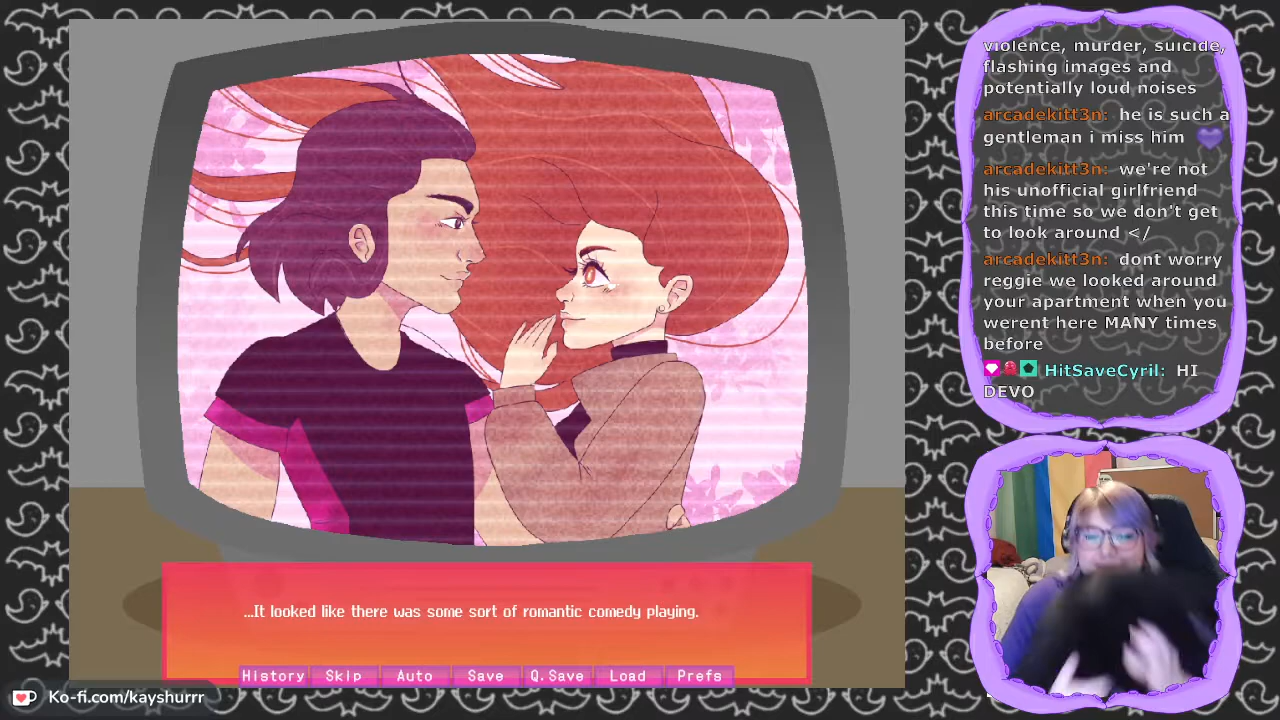 ...It looked like there was some sort of romantic comedy playing.
History Skip Auto Save Q.Save Load Prefs
Ko-fi.com/kayshurrr
violence, murder, suicide,
flashing images and
potentially loud noises
arcadekitt3n: he is such a
gentleman i miss him
arcadekitt3n: we're not
his unofficial girlfriend
this time so we don't get
to look around </
arcadekitt3n: dont worry
reggie we looked around
your apartment when you
werent here MANY times
before
HitSaveCyril: HI
DEVO